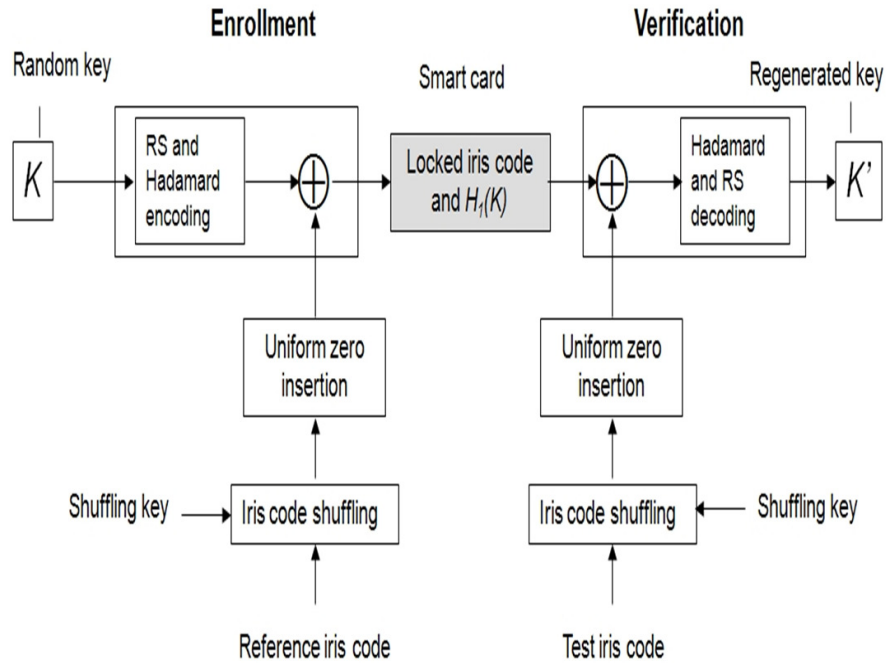 Enrollment
Verification
Random key
Smart card
Regenerated key
K
RS and
Hadamard
encoding
Locked iris code
and H₁(K)
Hadamard
and RS
decoding
K’
Uniform zero
insertion
Uniform zero
insertion
Shuffling key
Iris code shuffling
Iris code shuffling
Shuffling key
Reference iris code
Test iris code